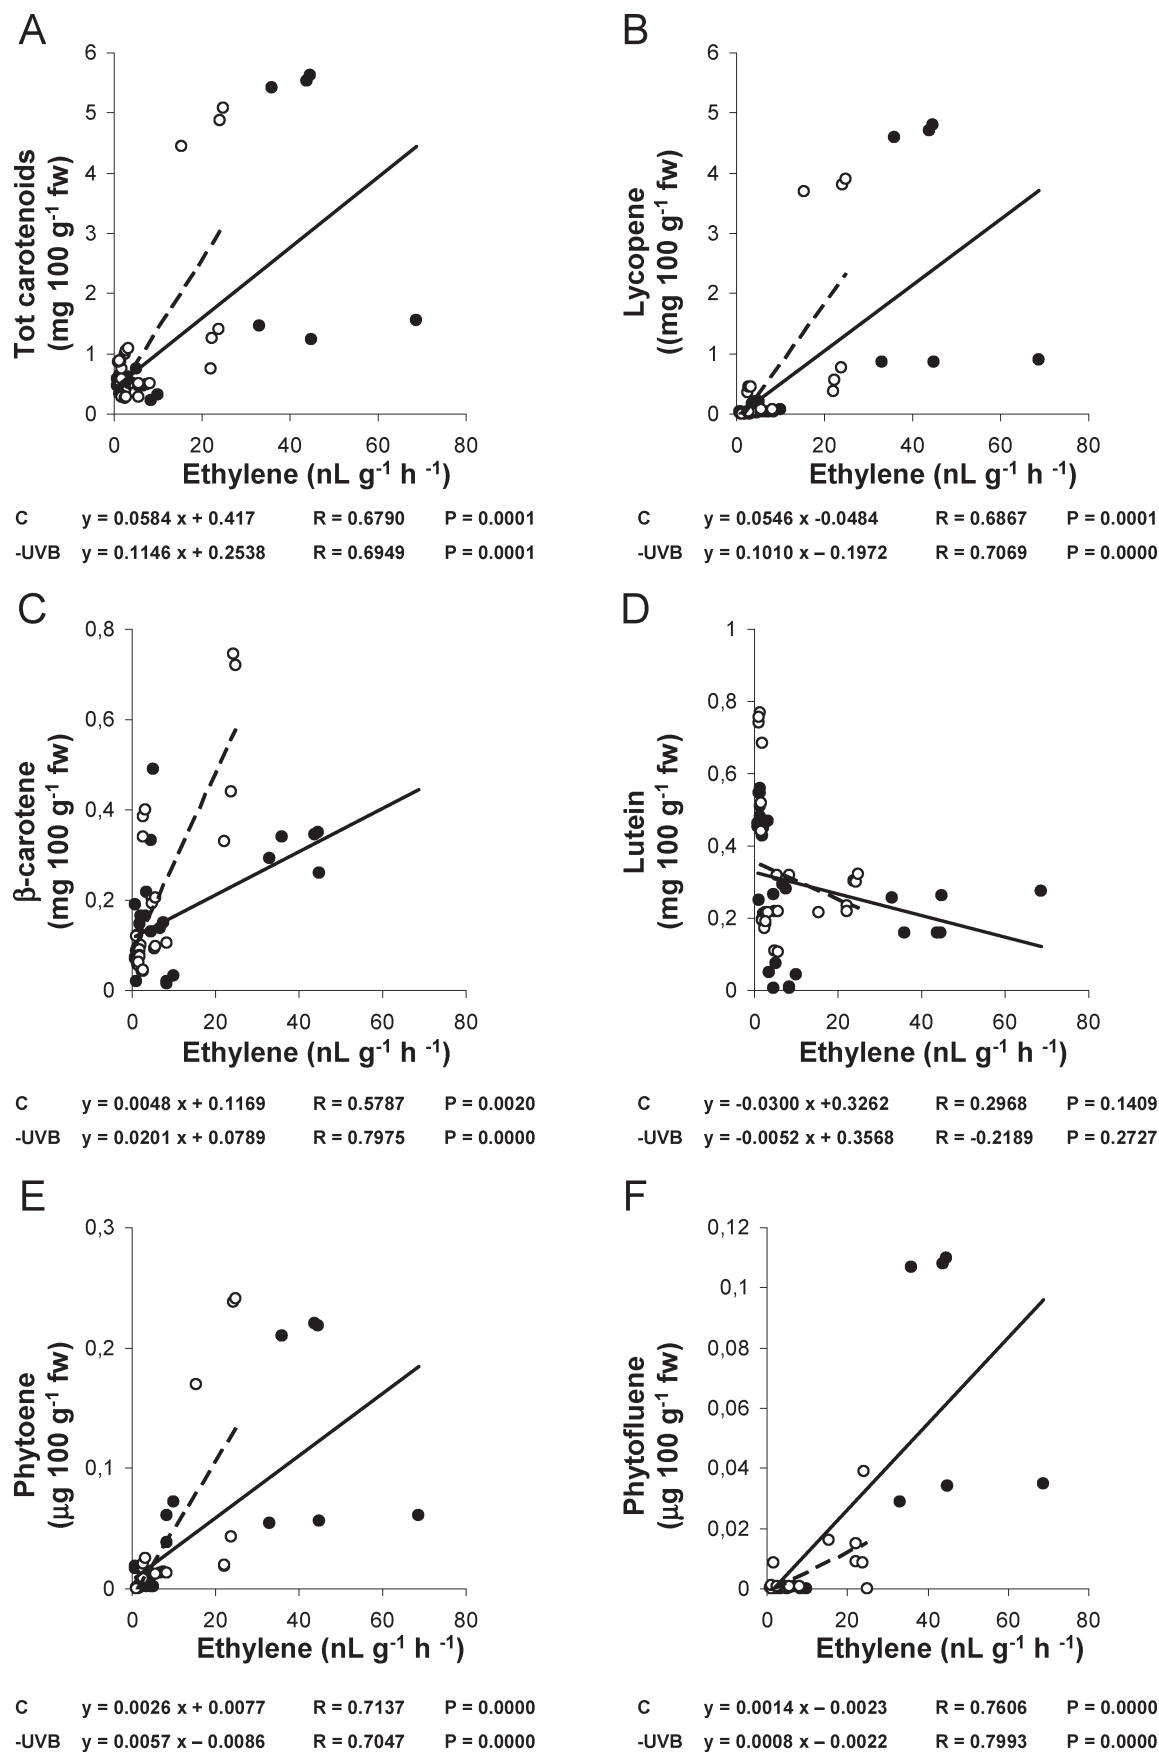 A
B
Tot carotenoids
(mg 100 g-1 fw)
6
5
4
3
2
1
0
0 20 40 60 80
Ethylene (nL g-1 h -1)
Lycopene
((mg 100 g-1 fw)
6
5
4
3
2
1
0
0 20 40 60 80
Ethylene (nL g-1 h -1)
C y = 0.0584 x + 0.417 R = 0.6790 P = 0.0001
-UVB y = 0.1146 x + 0.2538 R = 0.6949 P = 0.0001
C y = 0.0546 x -0.0484 R = 0.6867 P = 0.0001
-UVB y = 0.1010 x – 0.1972 R = 0.7069 P = 0.0000
C
D
β-carotene
(mg 100 g-1 fw)
0,8
0,6
0,4
0,2
0
0 20 40 60 80
Ethylene (nL g-1 h -1)
Lutein
(mg 100 g-1 fw)
1
0,8
0,6
0,4
0,2
0
0 20 40 60 80
Ethylene (nL g-1 h -1)
C y = 0.0048 x + 0.1169 R = 0.5787 P = 0.0020
-UVB y = 0.0201 x + 0.0789 R = 0.7975 P = 0.0000
C y = -0.0300 x +0.3262 R = 0.2968 P = 0.1409
-UVB y = -0.0052 x + 0.3568 R = -0.2189 P = 0.2727
E
F
Phytoene
(µg 100 g-1 fw)
0,3
0,2
0,1
0
0 20 40 60 80
Ethylene (nL g-1 h -1)
Phytofluene
(µg 100 g-1 fw)
0,12
0,1
0,08
0,06
0,04
0,02
0
0 20 40 60 80
Ethylene (nL g-1 h -1)
C y = 0.0026 x + 0.0077 R = 0.7137 P = 0.0000
-UVB y = 0.0057 x – 0.0086 R = 0.7047 P = 0.0000
C y = 0.0014 x – 0.0023 R = 0.7606 P = 0.0000
-UVB y = 0.0008 x – 0.0022 R = 0.7993 P = 0.0000